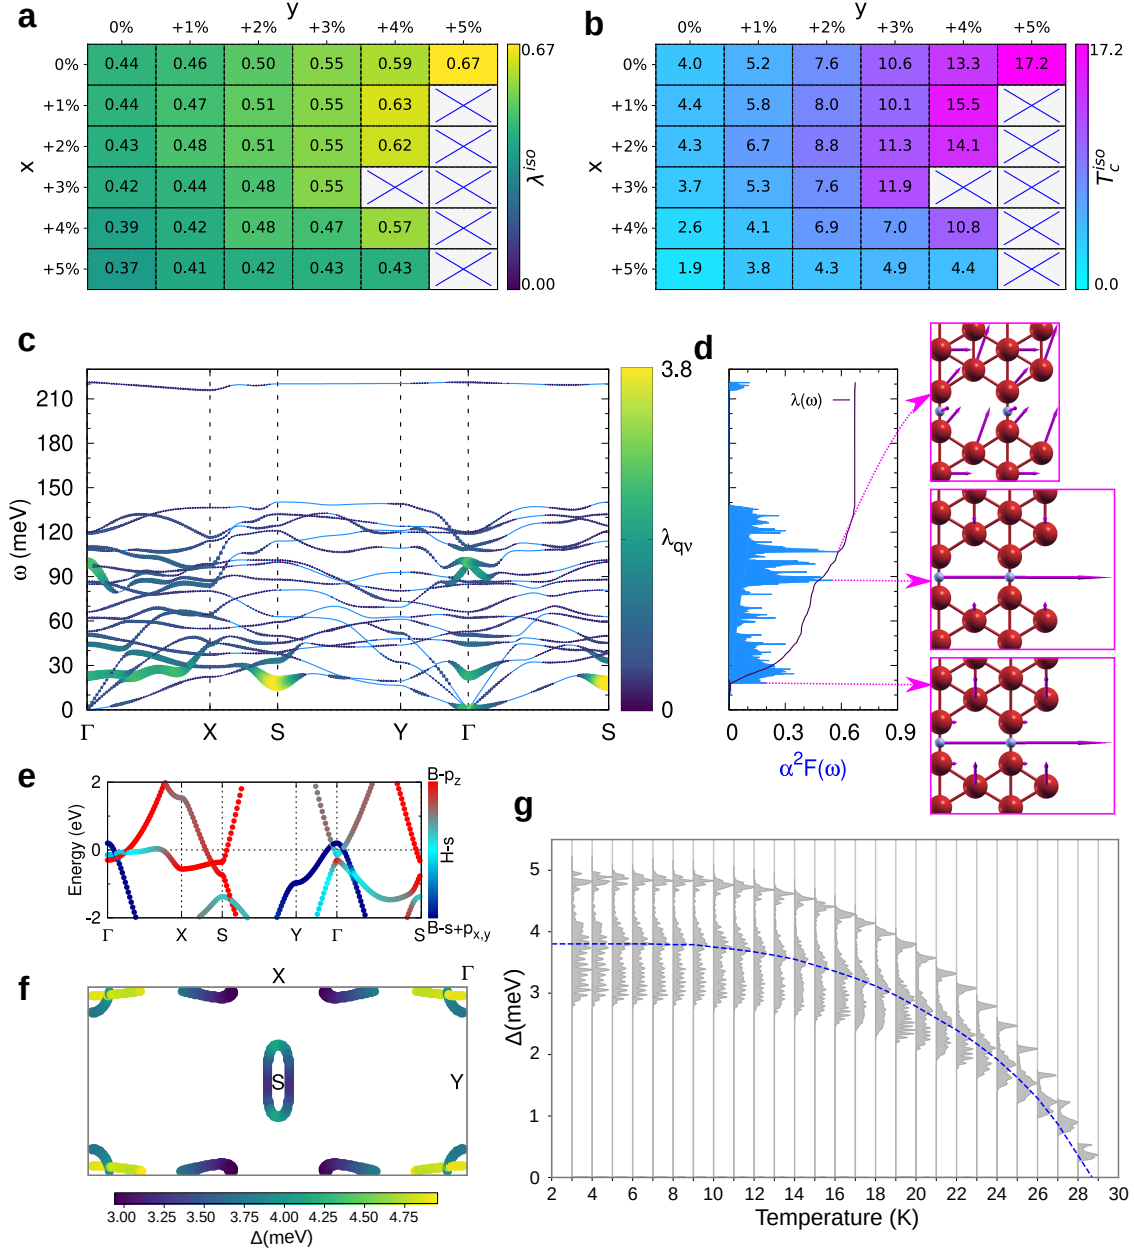 a
y
0% +1% +2% +3% +4% +5%
0% 0.44 0.46 0.50 0.55 0.59 0.67
+1% 0.44 0.47 0.51 0.55 0.63
+2% 0.43 0.48 0.51 0.55 0.62
+3% 0.42 0.44 0.48 0.55
+4% 0.39 0.42 0.48 0.47 0.57
+5% 0.37 0.41 0.42 0.43 0.43
x
0.67
λ^iso
0.00
b
y
0% +1% +2% +3% +4% +5%
0% 4.0 5.2 7.6 10.6 13.3 17.2
+1% 4.4 5.8 8.0 10.1 15.5
+2% 4.3 6.7 8.8 11.3 14.1
+3% 3.7 5.3 7.6 11.9
+4% 2.6 4.1 6.9 7.0 10.8
+5% 1.9 3.8 4.3 4.9 4.4
x
17.2
T_c^iso
0.0
c
ω (meV)
210
180
150
120
90
60
30
0
Γ X S Y Γ S
3.8
λqν
0
d
λ(ω)
0 0.3 0.6 0.9
α²F(ω)
e
Energy (eV)
2
0
-2
Γ X S Y Γ S
B-pz
H-s
B-s+px,y
f
X Γ
S Y
3.00 3.25 3.50 3.75 4.00 4.25 4.50 4.75
Δ(meV)
g
Δ(meV)
5
4
3
2
1
0
2 4 6 8 10 12 14 16 18 20 22 24 26 28 30
Temperature (K)